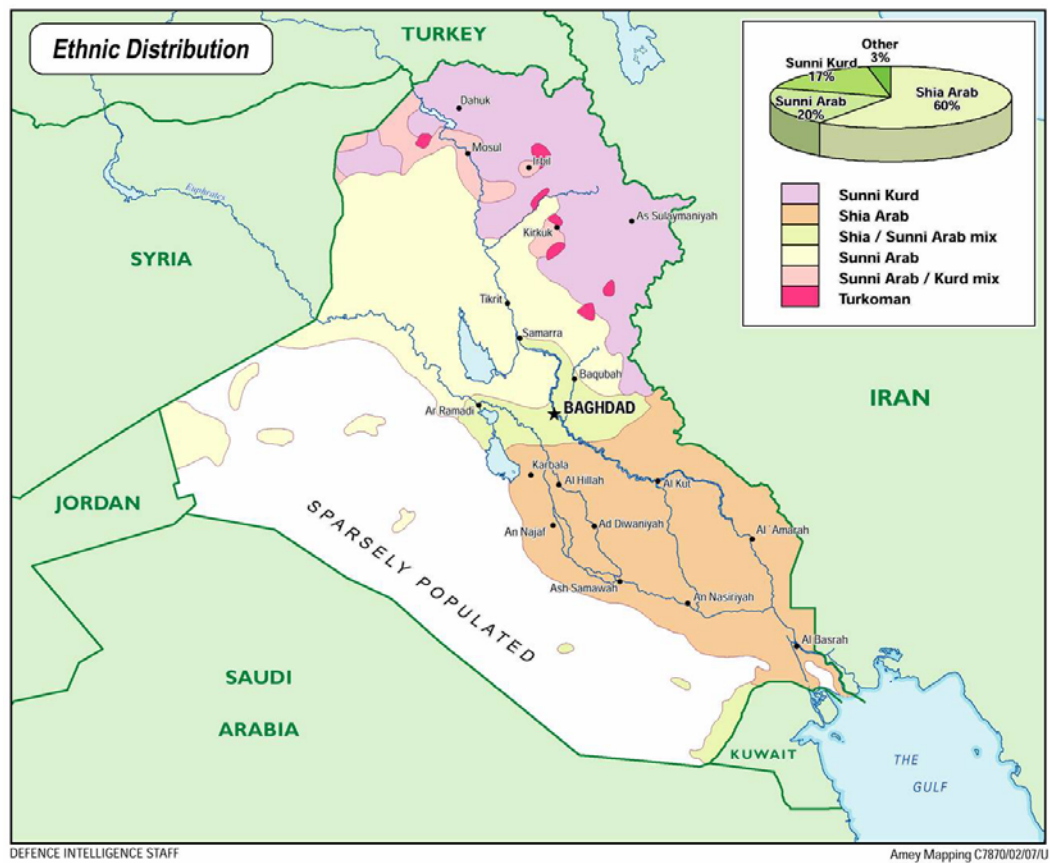 Ethnic Distribution
TURKEY
Other
3%
Sunni Kurd
17%
Sunni Arab
20%
Shia Arab
60%
Sunni Kurd
Shia Arab
Shia / Sunni Arab mix
Sunni Arab
Sunni Arab / Kurd mix
Turkoman
Dahuk
Mosul
Irbil
Euphrates
As Sulaymaniyah
Kirkuk
SYRIA
Tikrit
Samarra
Baqubah
IRAN
Ar Ramadi
BAGHDAD
Karbala
Al Hillah
Al Kut
JORDAN
An Najaf
Ad Diwaniyah
Al 'Amarah
SPARSELY POPULATED
Ash Samawah
An Nasiriyah
Al Basrah
SAUDI
ARABIA
KUWAIT
THE
GULF
DEFENCE INTELLIGENCE STAFF
Amey Mapping C7870/02/07/U